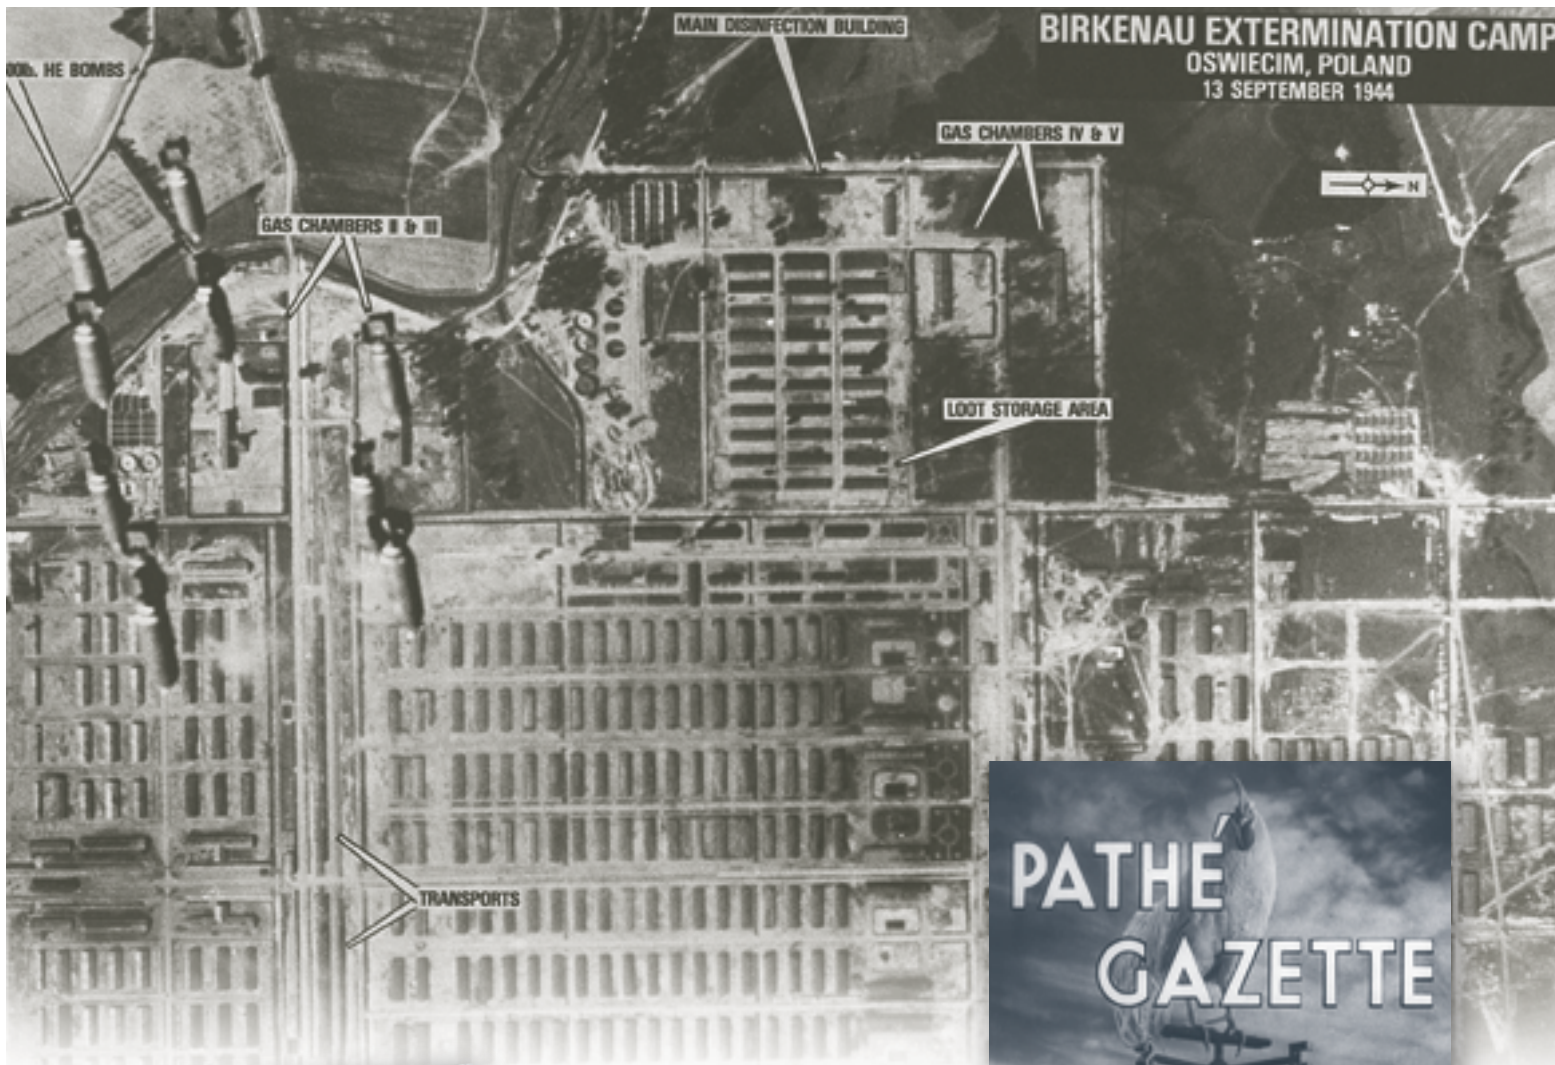 MAIN DISINFECTION BUILDING
BIRKENAU EXTERMINATION CAMP
OSWIECIM, POLAND
13 SEPTEMBER 1944
00lb. HE BOMBS
GAS CHAMBERS IV & V
N
GAS CHAMBERS II & III
LOOT STORAGE AREA
TRANSPORTS
PATHÉ
GAZETTE